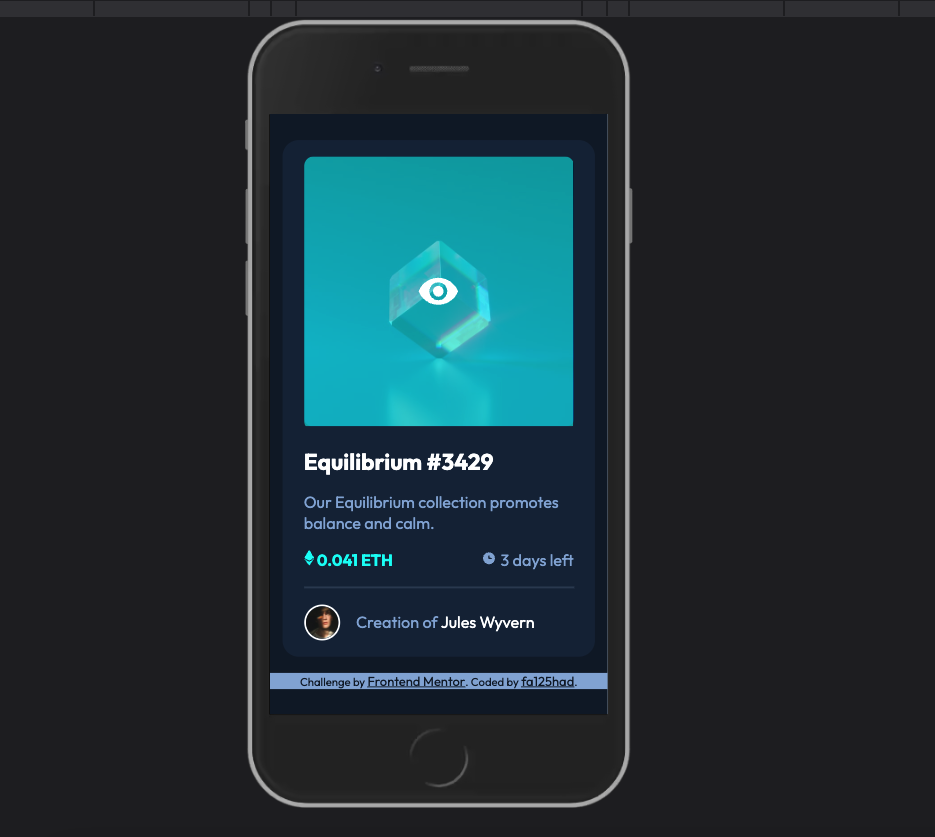 Equilibrium #3429
Our Equilibrium collection promotes
balance and calm.
0.041 ETH
3 days left
Creation of Jules Wyvern
Challenge by Frontend Mentor. Coded by fa125had.